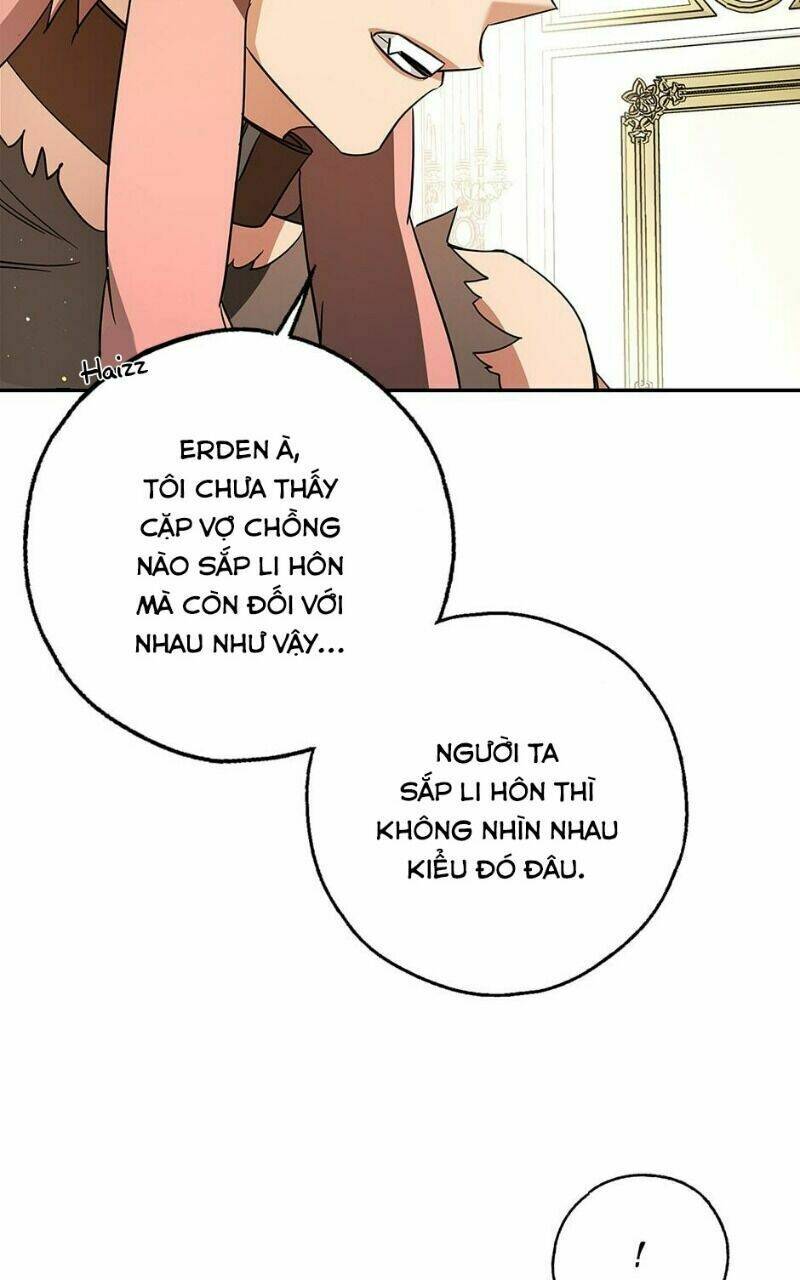 Haizz
ERDEN À,
TÔI CHƯA THẤY
CẶP VỢ CHỒNG
NÀO SẮP LI HÔN
MÀ CÒN ĐỐI VỚI
NHAU NHƯ VẬY...
NGƯỜI TA
SẮP LI HÔN THÌ
KHÔNG NHÌN NHAU
KIỂU ĐÓ ĐÂU.
!